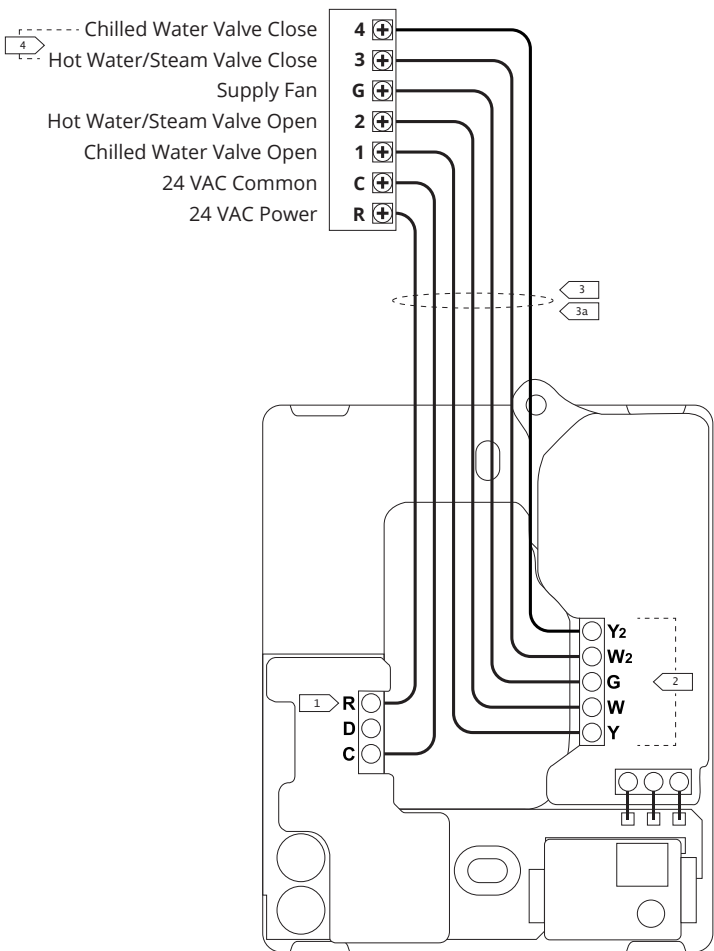 Chilled Water Valve Close 4
4
Hot Water/Steam Valve Close 3
Supply Fan G
Hot Water/Steam Valve Open 2
Chilled Water Valve Open 1
24 VAC Common C
24 VAC Power R
3
3a
Y2
W2
G
2
1 R
W
D
Y
C